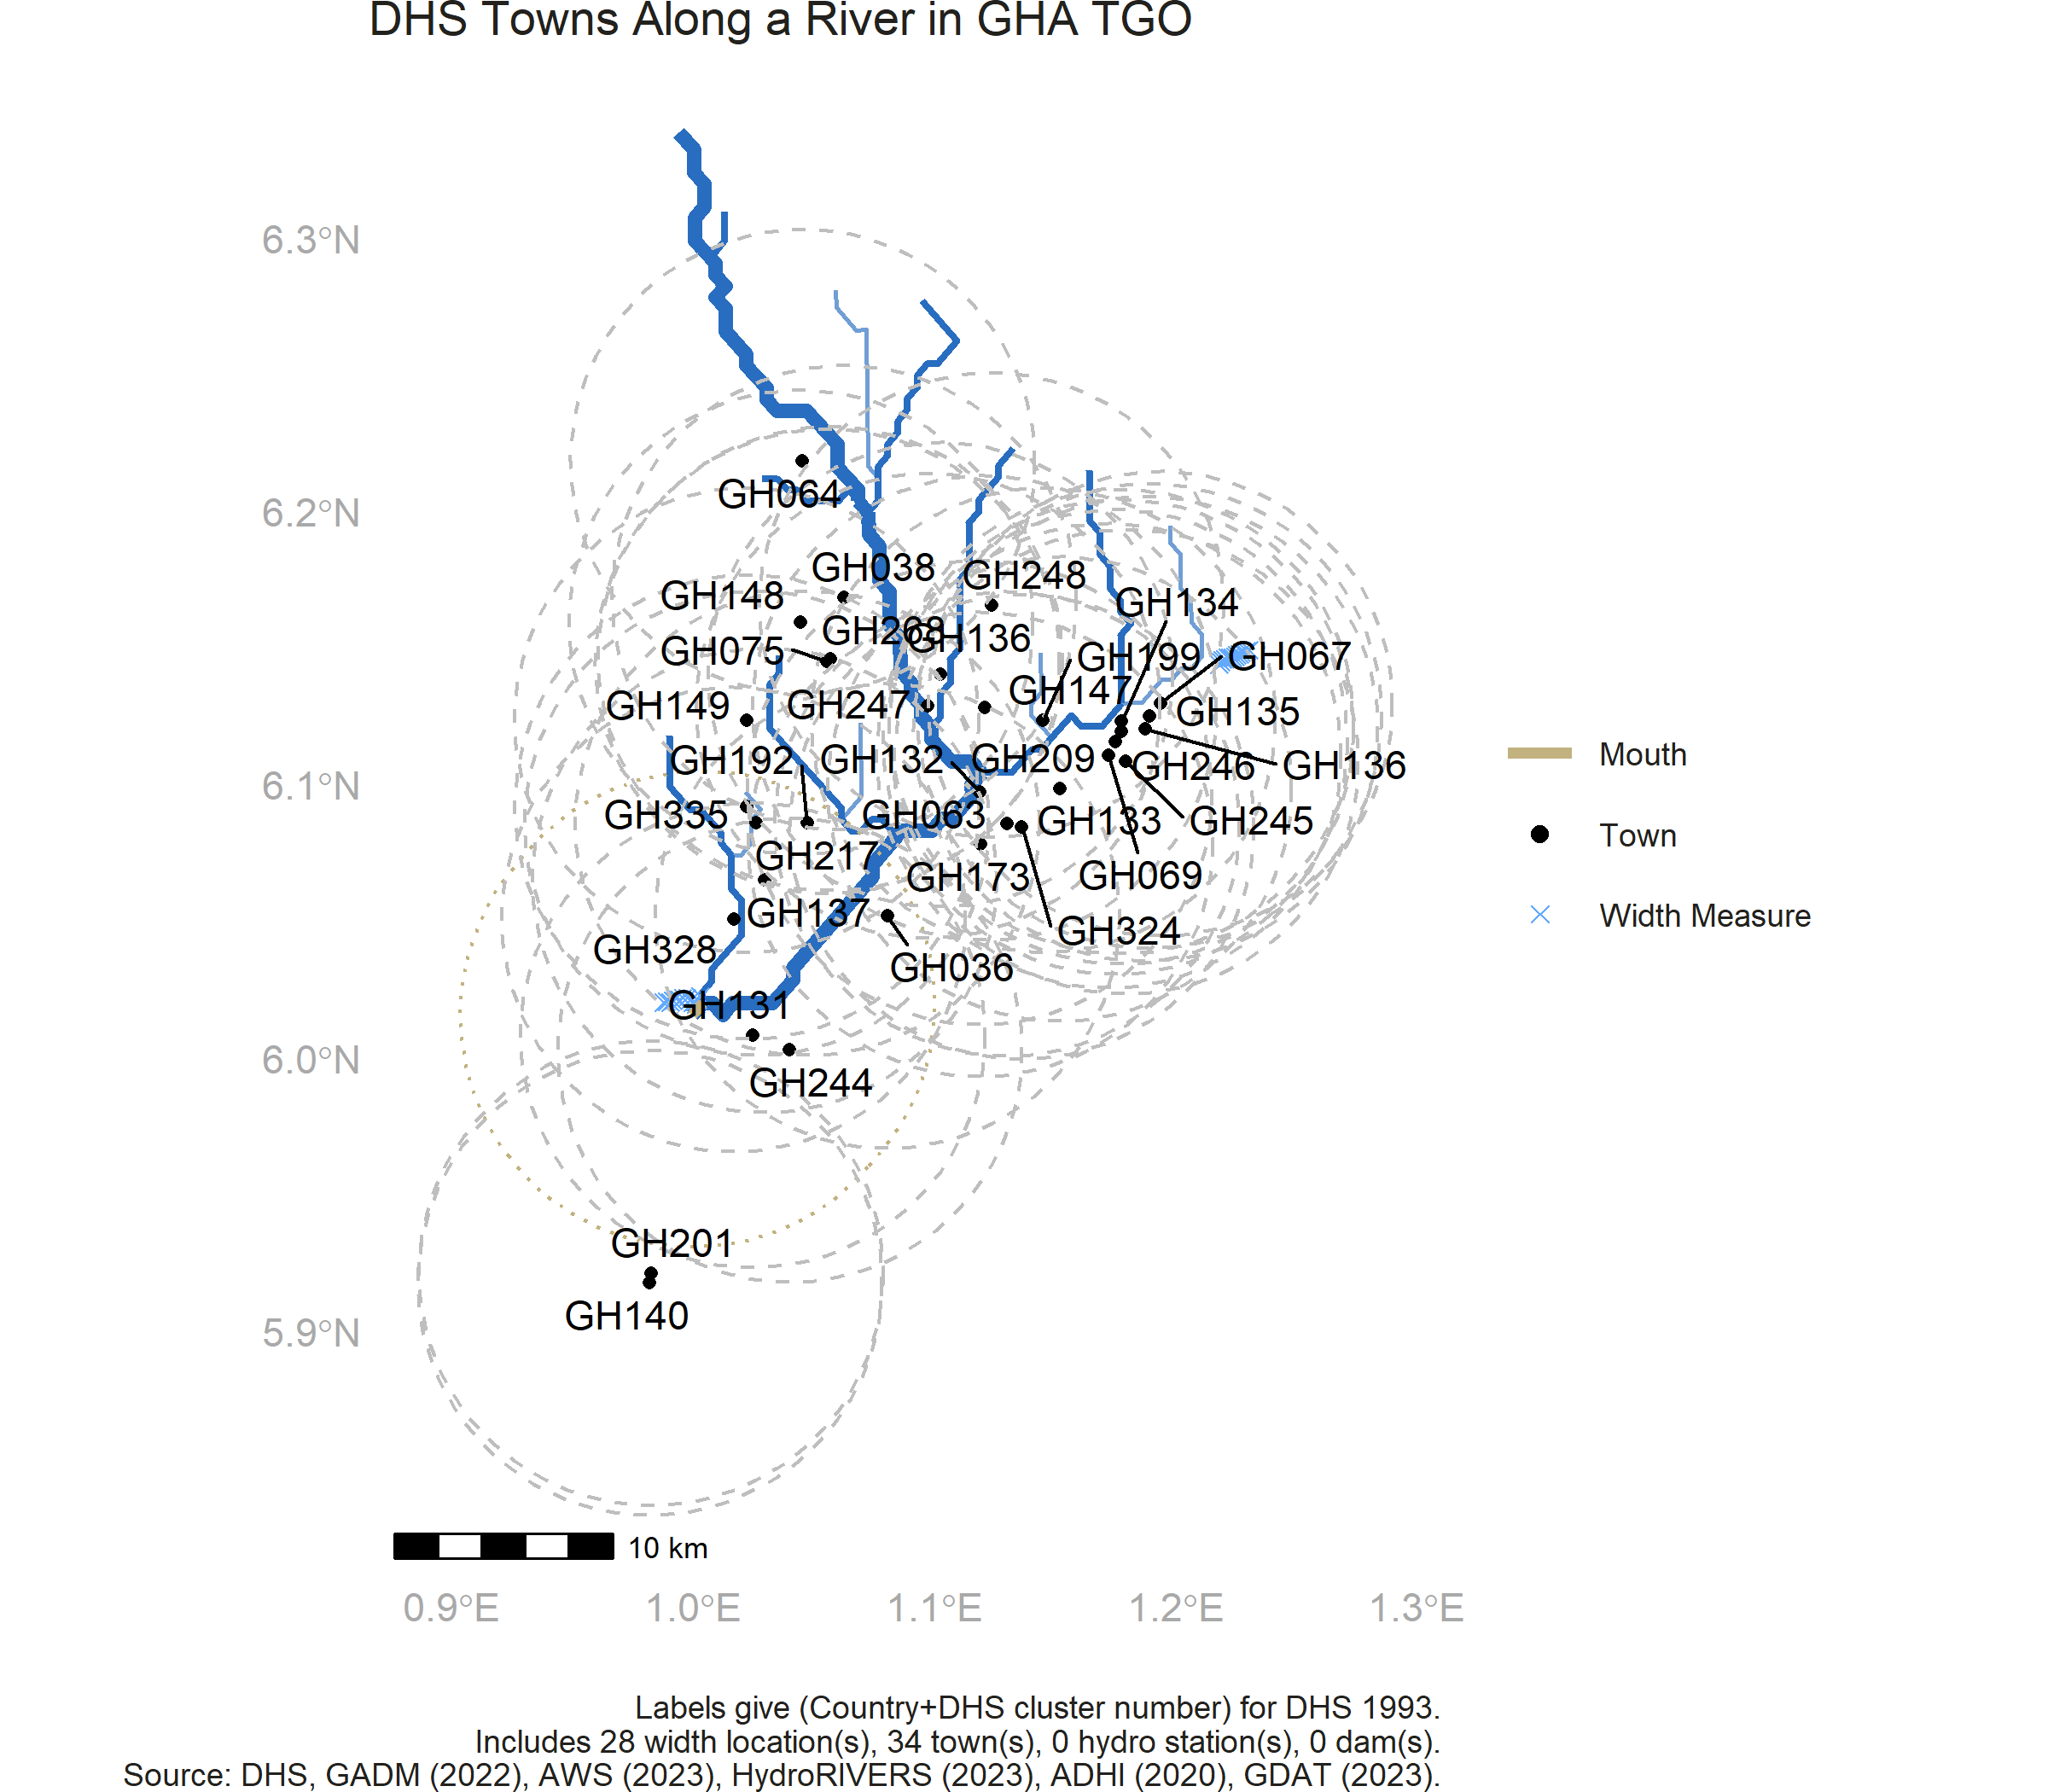 DHS Towns Along a River in GHA TGO
6.3°N
6.2°N
6.1°N
6.0°N
5.9°N
GH064
GH038
GH248
GH148
GH134
GH268
GH136
GH075
GH199
GH067
GH147
GH149
GH247
GH135
GH192
GH132
GH209
GH246
GH136
GH335
GH063
GH133
GH245
GH217
GH173
GH069
GH137
GH324
GH328
GH036
GH131
GH244
GH201
GH140
Mouth
Town
Width Measure
10 km
0.9°E
1.0°E
1.1°E
1.2°E
1.3°E
Labels give (Country+DHS cluster number) for DHS 1993.
Includes 28 width location(s), 34 town(s), 0 hydro station(s), 0 dam(s).
Source: DHS, GADM (2022), AWS (2023), HydroRIVERS (2023), ADHI (2020), GDAT (2023).